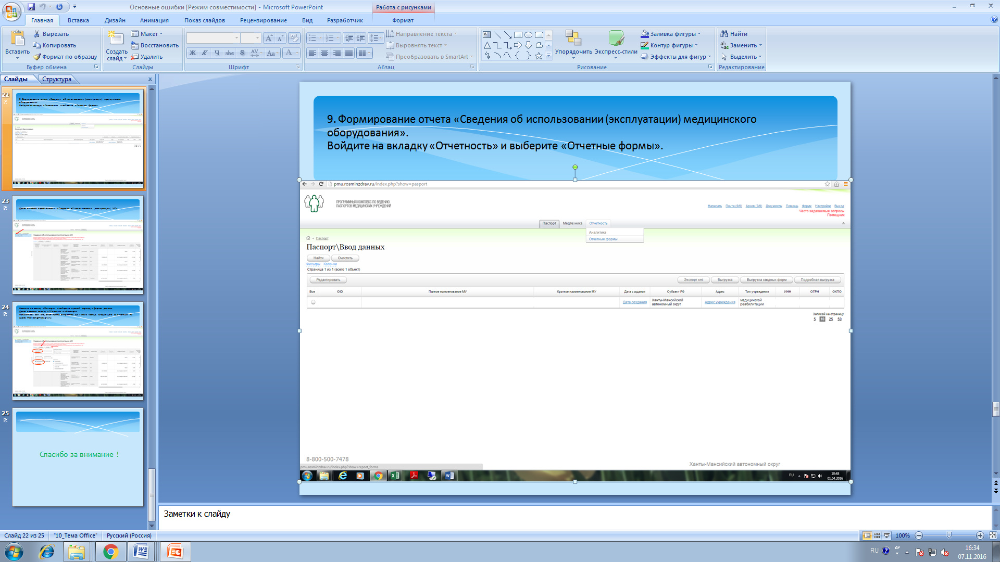 Основные ошибки [Режим совместимости] - Microsoft PowerPoint
Работа с рисунками
Главная
Вставка
Дизайн
Анимация
Показ слайдов
Рецензирование
Вид
Разработчик
Формат
Вставить
Вырезать
Копировать
Формат по образцу
Буфер обмена
Создать слайд
Макет
Восстановить
Удалить
Слайды
Шрифт
Направление текста
Выровнять текст
Преобразовать в SmartArt
Абзац
Упорядочить
Экспресс-стили
Заливка фигуры
Контур фигуры
Эффекты для фигур
Рисование
Найти
Заменить
Выделить
Редактирование
Слайды
Структура
22
23
24
25
Спасибо за внимание !
9. Формирование отчета «Сведения об использовании (эксплуатации) медицинского
оборудования».
Войдите на вкладку «Отчетность» и выберите «Отчетные формы».
pmu.rosminzdrav.ru/index.php?show=pasport
ПРОГРАММНЫЙ КОМПЛЕКС ПО ВЕДЕНИЮ
ПАСПОРТОВ МЕДИЦИНСКИХ УЧРЕЖДЕНИЙ
Написать Почта (0/0) Архив (0/0) Документы Помощь Форум Настройки Выход
Часто задаваемые вопросы
Помощник
Паспорт Медтехника Отчетность
Аналитика
Отчетные формы
→ Паспорт
Паспорт\Ввод данных
Найти Очистить
Фильтры Колонки
Страница 1 из 1 (всего 1 объект)
Редактировать Экспорт xml Выгрузка Выгрузка сводных форм Подробная выгрузка
Все OID Полное наименование МУ Краткое наименование МУ Дата создания Субъект РФ Адрес Тип учреждения ИНН ОГРН ОКПО
Дата создания Ханты-Мансийский автономный округ Адрес учреждения медицинской реабилитации
Записей на страницу
5 10 25 50
8-800-500-7478
Ханты-Мансийский автономный округ
pmu.rosminzdrav.ru/index.php?show=report_forms
RU
10:48
01.04.2016
Заметки к слайду
Слайд 22 из 25
"10_Тема Office"
Русский (Россия)
100%
RU
16:34
07.11.2016